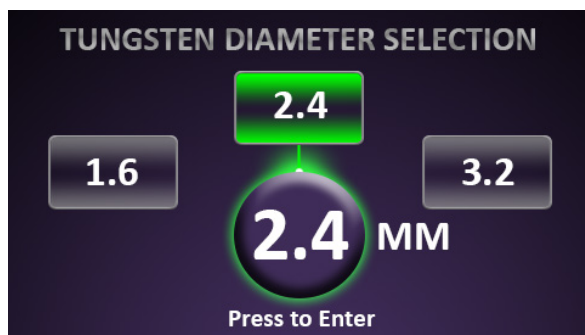 TUNGSTEN DIAMETER SELECTION
2.4
1.6
3.2
2.4 MM
Press to Enter